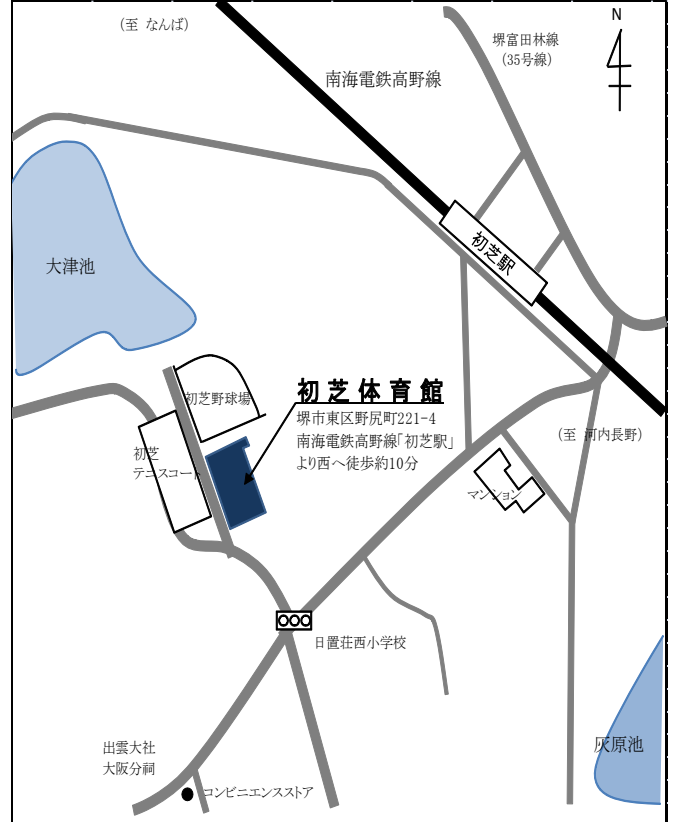 (至 なんば)
N
堺富田林線
(35号線)
南海電鉄高野線
初芝駅
大津池
初芝体育館
初芝野球場
堺市東区野尻町221-4
南海電鉄高野線「初芝駅」
より西へ徒歩約10分
(至 河内長野)
初芝
テニスコート
マンション
日置荘西小学校
出雲大社
大阪分祠
灰原池
コンビニエンスストア